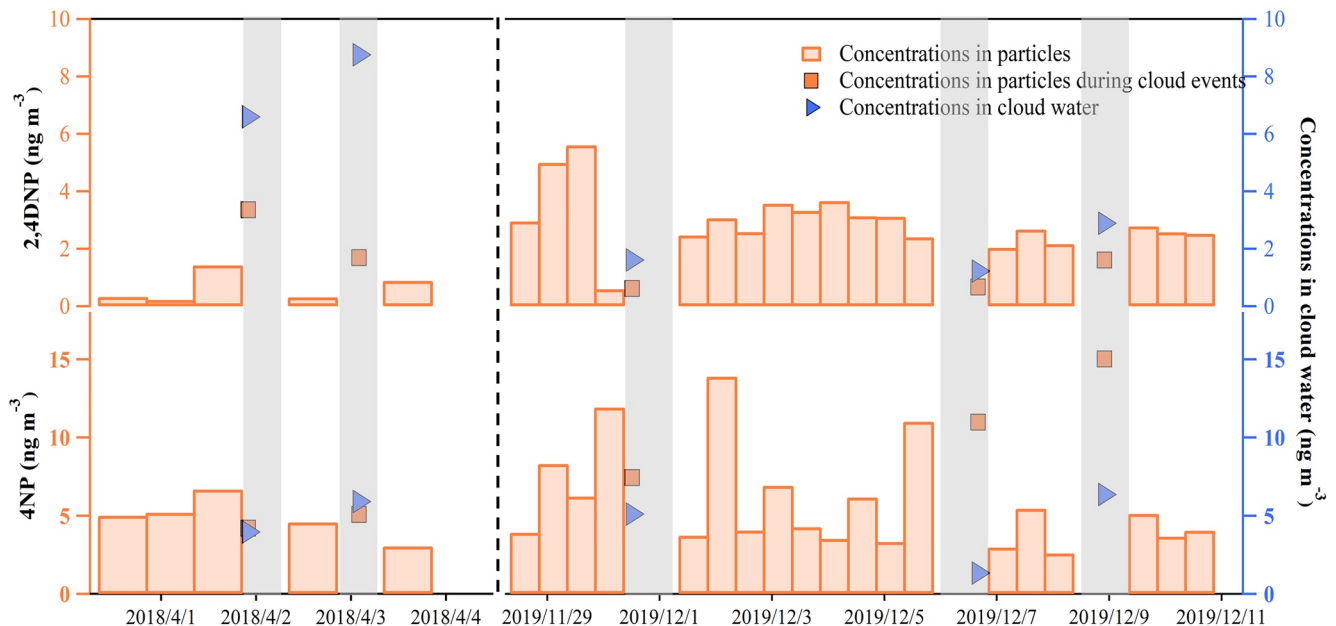 10
8
6
4
2
0
2,4DNP (ng m⁻³)
Concentrations in particles
Concentrations in particles during cloud events
Concentrations in cloud water
10
8
6
4
2
0
15
10
5
0
4NP (ng m⁻³)
15
10
5
0
Concentrations in cloud water (ng m⁻³)
2018/4/1 2018/4/2 2018/4/3 2018/4/4 2019/11/29 2019/12/1 2019/12/3 2019/12/5 2019/12/7 2019/12/9 2019/12/11